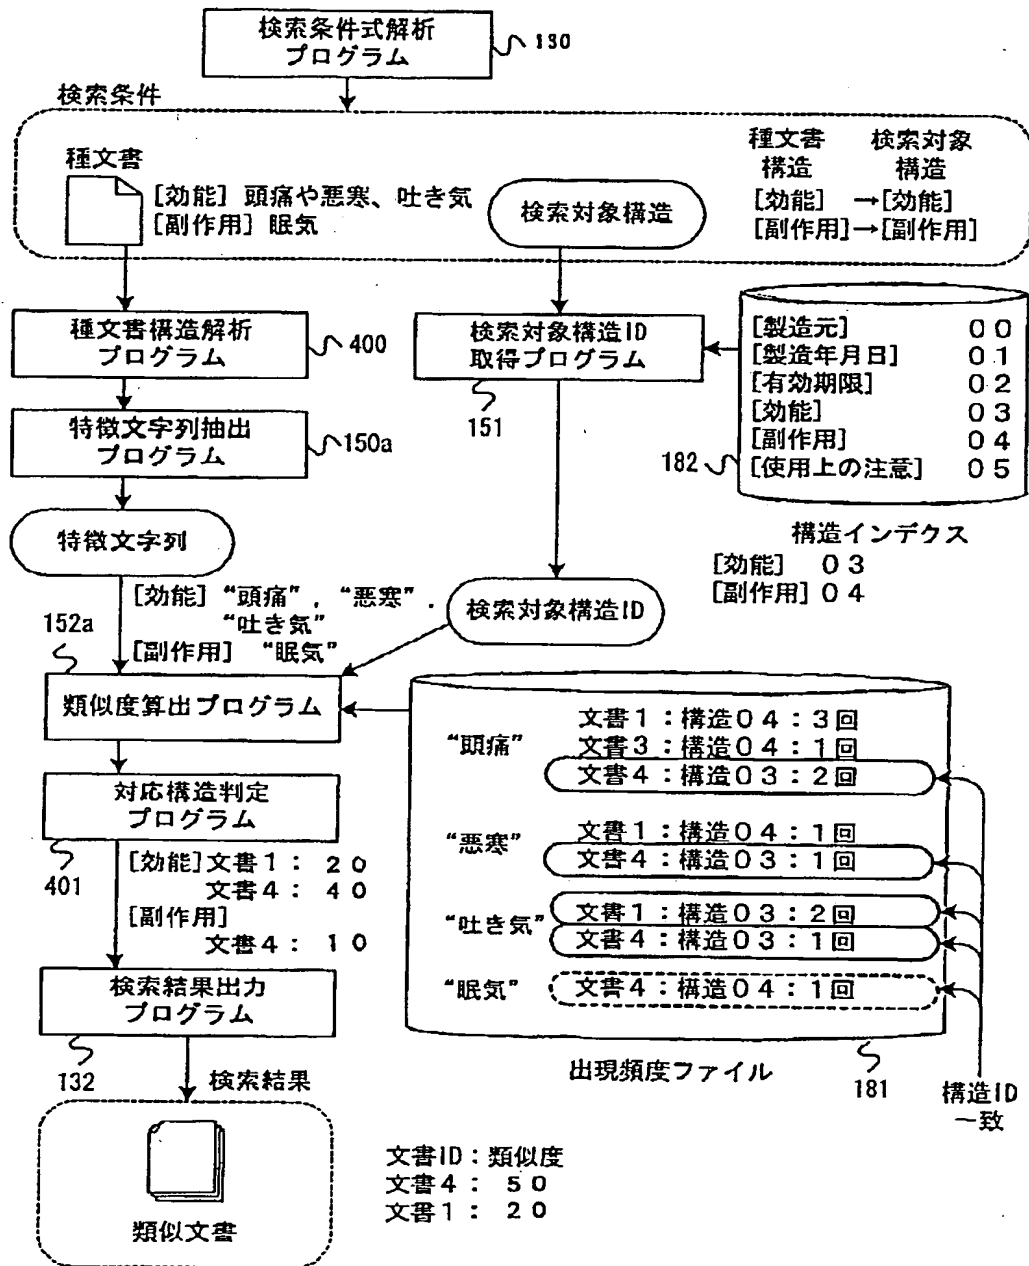 検索条件式解析
プログラム
130
検索条件
種文書
[効能] 頭痛や悪寒、吐き気
[副作用] 眠気
検索対象構造
種文書 検索対象
構造 構造
[効能] →[効能]
[副作用]→[副作用]
種文書構造解析
プログラム
400
検索対象構造ID
取得プログラム
151
[製造元] 00
[製造年月日] 01
[有効期限] 02
[効能] 03
[副作用] 04
[使用上の注意] 05
182
構造インデクス
[効能] 03
[副作用] 04
特徴文字列抽出
プログラム
150a
特徴文字列
[効能] “頭痛”, “悪寒”,
“吐き気”
[副作用] “眠気”
検索対象構造ID
152a
類似度算出プログラム
“頭痛”
文書1:構造04:3回
文書3:構造04:1回
文書4:構造03:2回
“悪寒”
文書1:構造04:1回
文書4:構造03:1回
“吐き気”
文書1:構造03:2回
文書4:構造03:1回
“眠気”
文書4:構造04:1回
出現頻度ファイル
181
構造ID
一致
対応構造判定
プログラム
401
[効能]文書1: 20
文書4: 40
[副作用]
文書4: 10
検索結果出力
プログラム
132
検索結果
類似文書
文書ID:類似度
文書4: 50
文書1: 20